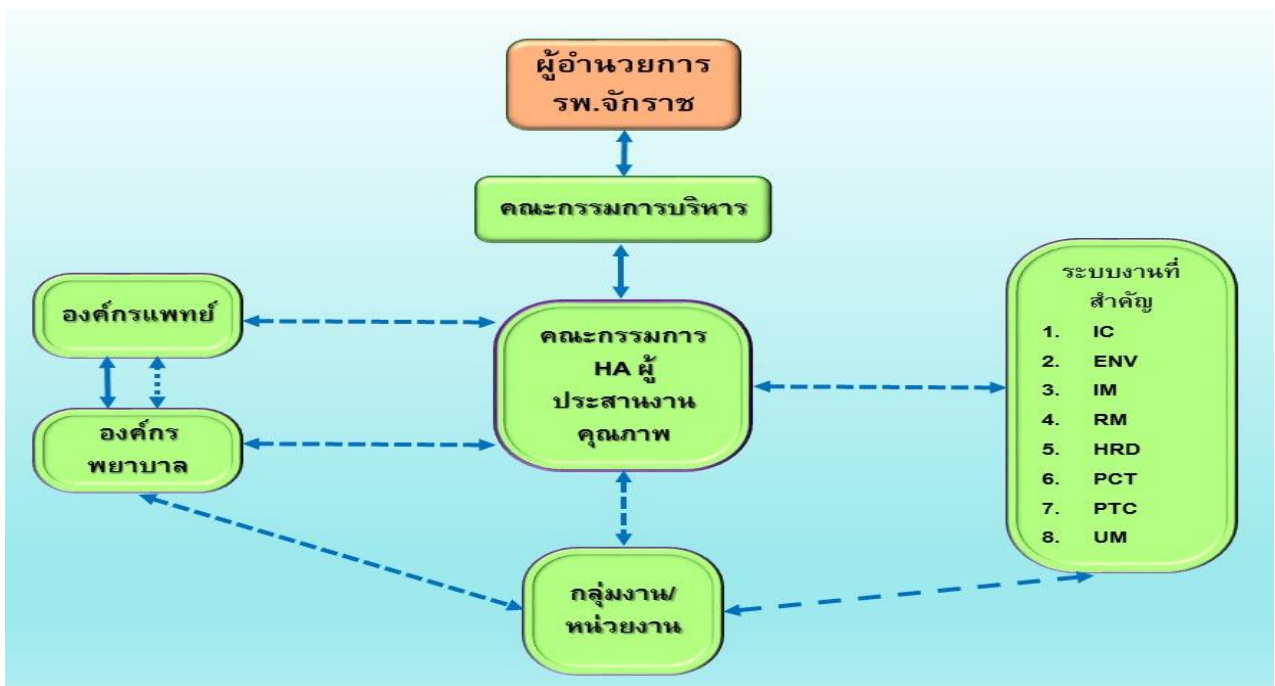 ผู้อำนวยการ
รพ.จักราช
คณะกรรมการบริหาร
องค์กรแพทย์
องค์กร
พยาบาล
คณะกรรมการ
HA ผู้
ประสานงาน
คุณภาพ
ระบบงานที่
สำคัญ
1. IC
2. ENV
3. IM
4. RM
5. HRD
6. PCT
7. PTC
8. UM
กลุ่มงาน/
หน่วยงาน